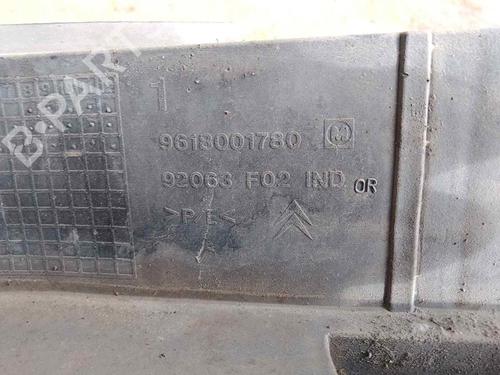 B-PART
1
9618001780 M
92063 F02 IND OR
>PE<